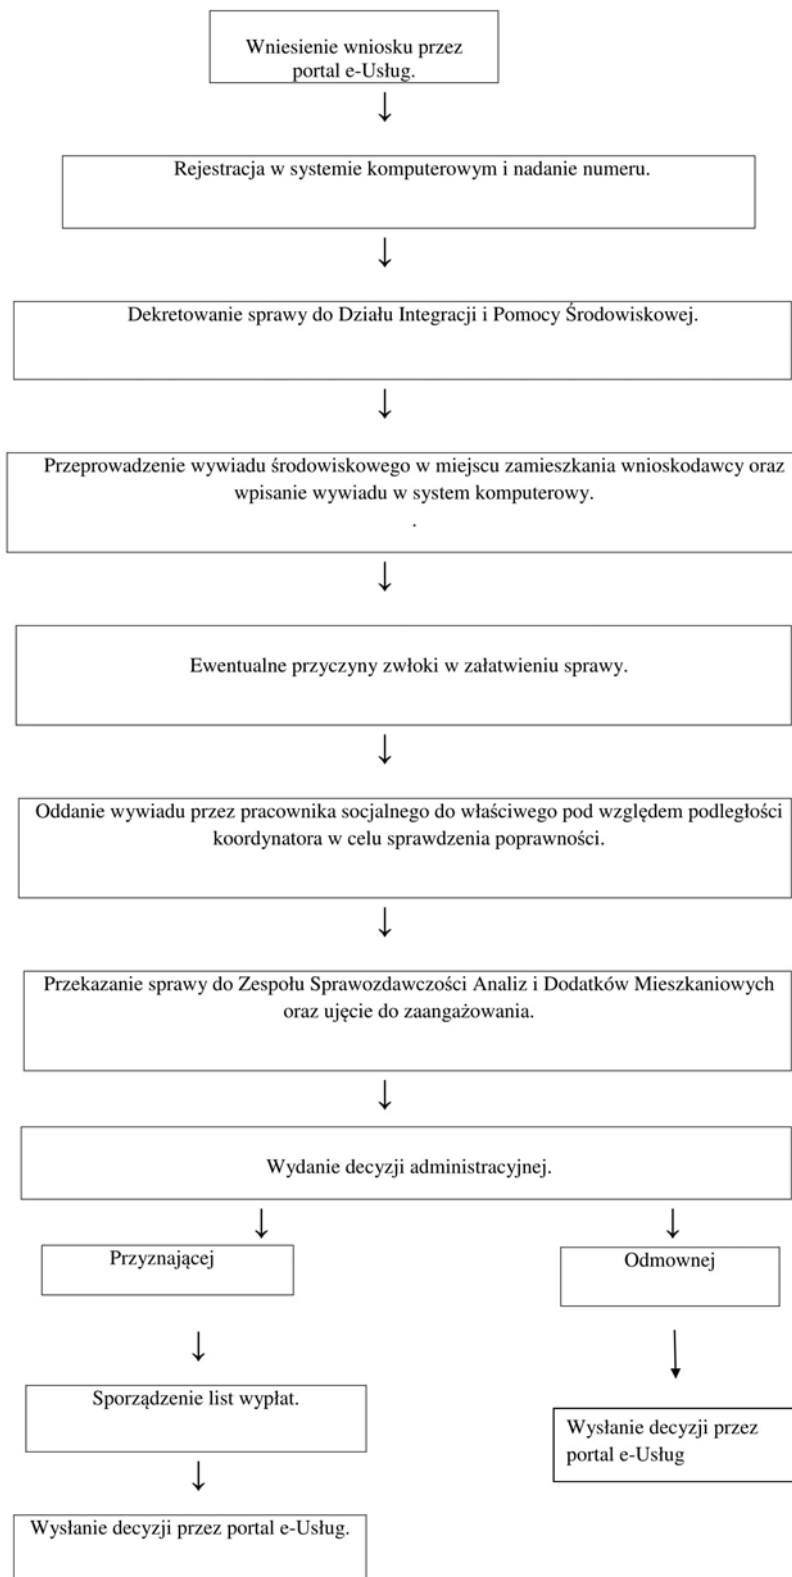 Wniesienie wniosku przez
portal e-Usług.
↓
Rejestracja w systemie komputerowym i nadanie numeru.
↓
Dekretowanie sprawy do Działu Integracji i Pomocy Środowiskowej.
↓
Przeprowadzenie wywiadu środowiskowego w miejscu zamieszkania wnioskodawcy oraz
wpisanie wywiadu w system komputerowy.
.
↓
Ewentualne przyczyny zwłoki w załatwieniu sprawy.
↓
Oddanie wywiadu przez pracownika socjalnego do właściwego pod względem podległości
koordynatora w celu sprawdzenia poprawności.
↓
Przekazanie sprawy do Zespołu Sprawozdawczości Analiz i Dodatków Mieszkaniowych
oraz ujęcie do zaangażowania.
↓
Wydanie decyzji administracyjnej.
↓ ↓
Przyznającej
↓
Sporządzenie list wypłat.
↓
Wysłanie decyzji przez portal e-Usług.
Odmownej
Wysłanie decyzji przez
portal e-Usług